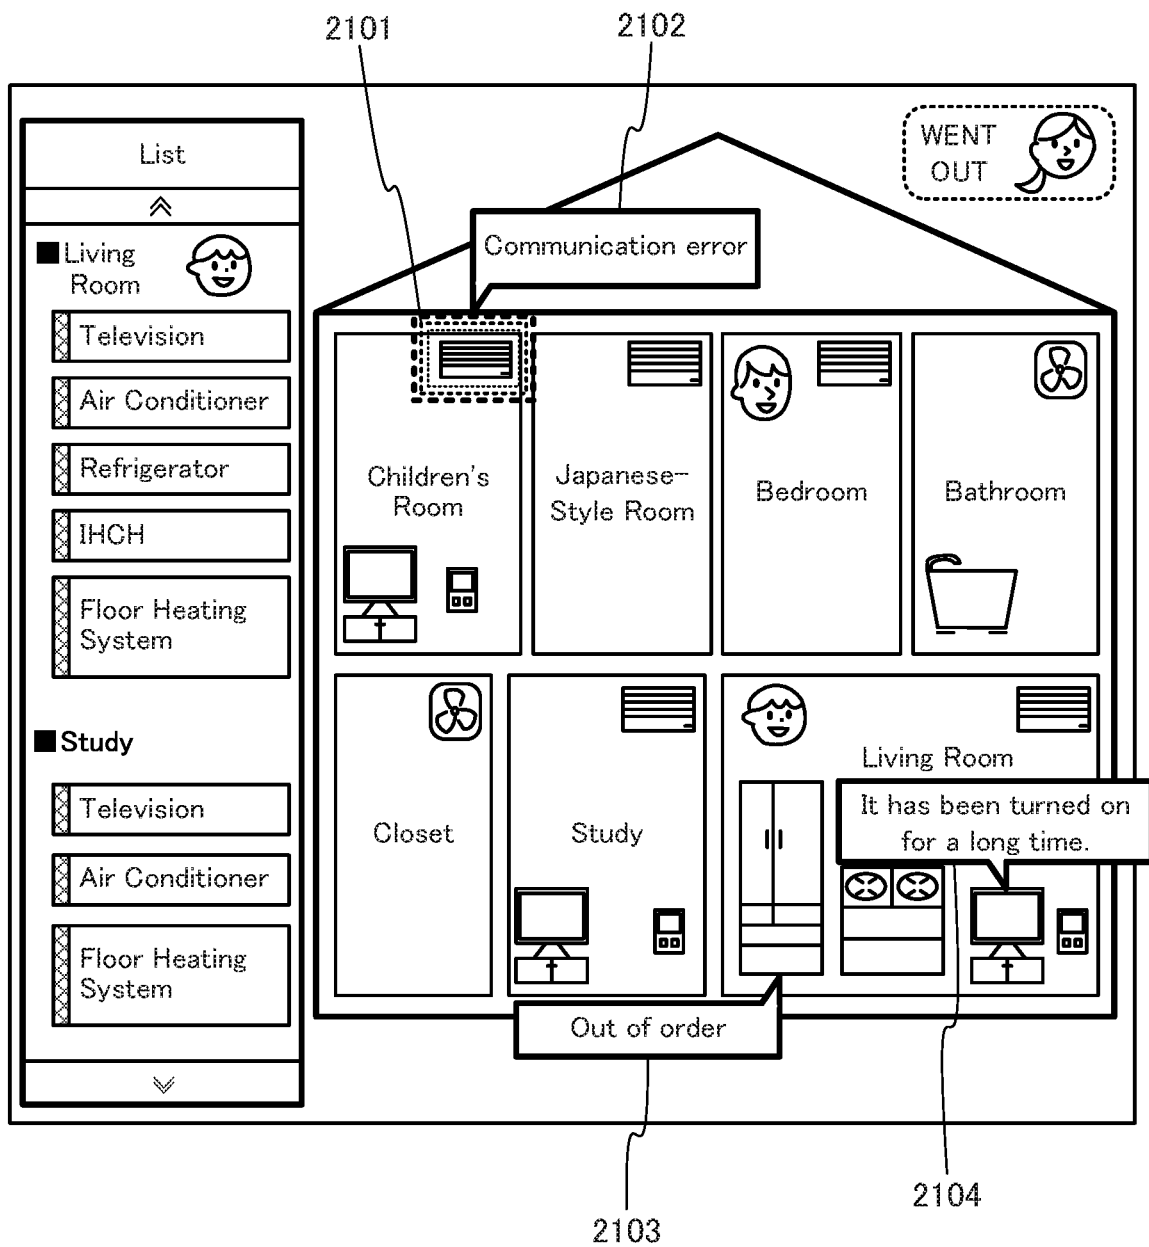 2101
2102
List
WENT
OUT
Communication error
Living
Room
Television
Air Conditioner
Refrigerator
IHCH
Floor Heating
System
Study
Television
Air Conditioner
Floor Heating
System
Children's
Room
Japanese-
Style Room
Bedroom
Bathroom
Closet
Study
Living Room
It has been turned on
for a long time.
Out of order
2103
2104